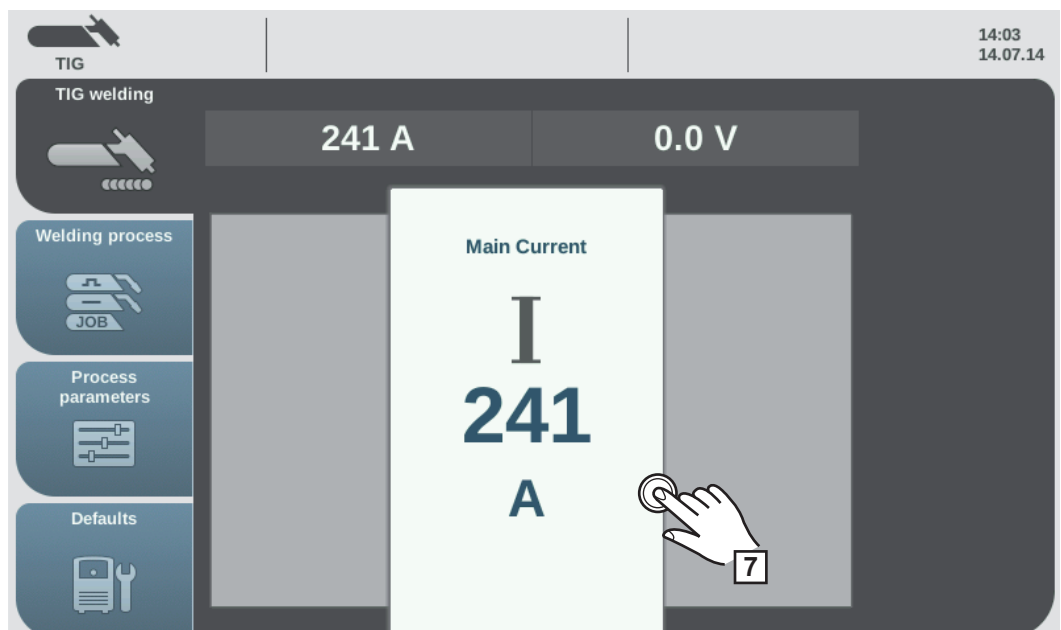 TIG
14:03
14.07.14
TIG welding
241 A
0.0 V
Welding process
JOB
Process
parameters
Defaults
Main Current
I
241
A
7